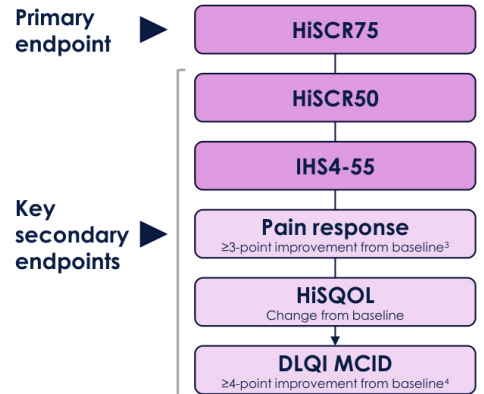 Primary
endpoint
HiSCR75
HiSCR50
IHS4-55
Key
secondary
endpoints
Pain response
≥3-point improvement from baseline³
HiSQOL
Change from baseline
DLQI MCID
≥4-point improvement from baseline⁴